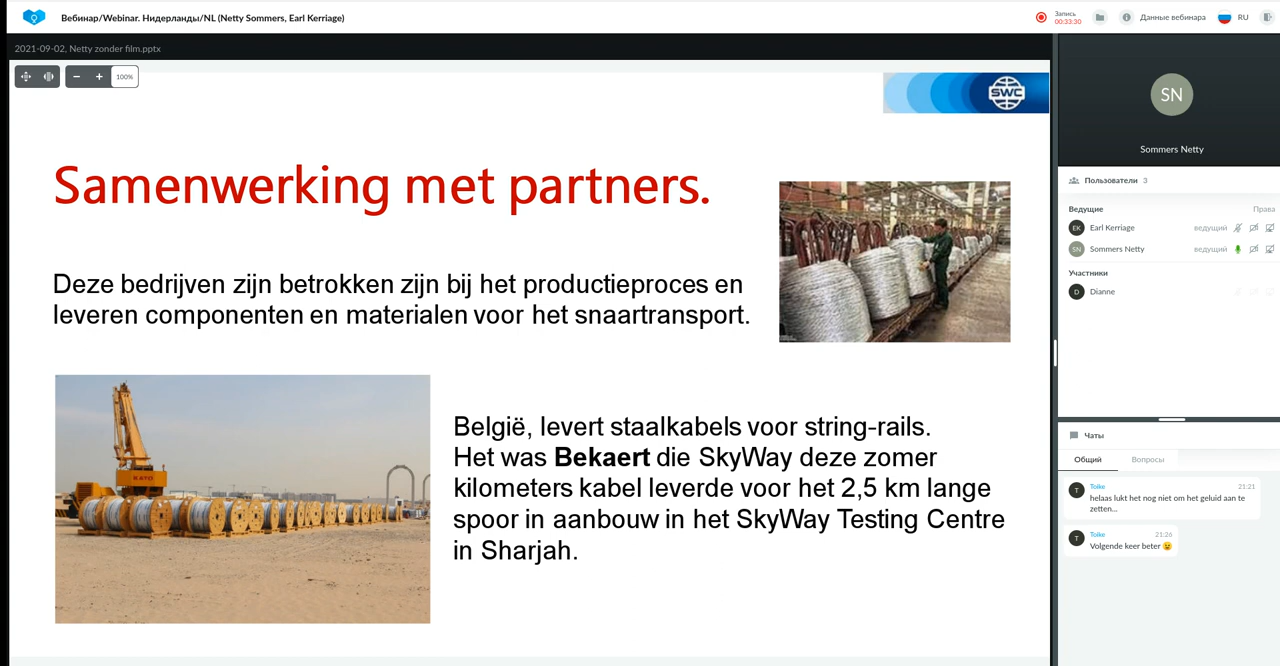 Вебинар/Webinar. Нидерланды/NL (Netty Sommers, Earl Kerriage)
Запись
00:33:30
Данные вебинара
RU
2021-09-02, Netty zonder film.pptx
100%
SWC
Samenwerking met partners.
Deze bedrijven zijn betrokken zijn bij het productieproces en
leveren componenten en materialen voor het snaartransport.
KATO
België, levert staalkabels voor string-rails.
Het was Bekaert die SkyWay deze zomer
kilometers kabel leverde voor het 2,5 km lange
spoor in aanbouw in het SkyWay Testing Centre
in Sharjah.
SN
Sommers Netty
Пользователи 3
Ведущие Права
EK Earl Kerriage ведущий
SN Sommers Netty ведущий
Участники
D Dianne
Чаты
Общий Вопросы
T Toike 21:21
helaas lukt het nog niet om het geluid aan te
zetten...
T Toike 21:26
Volgende keer beter 😉